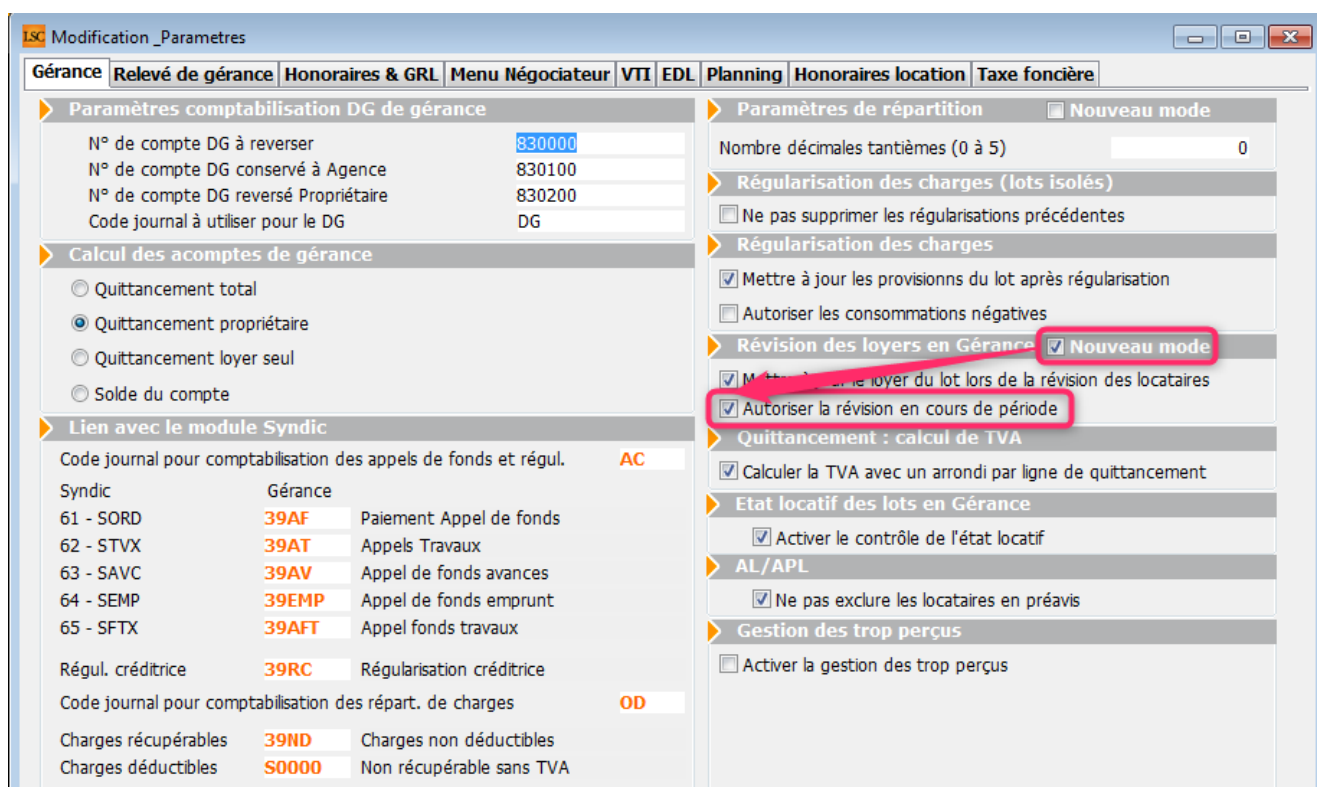 LSC Modification _Parametres
Gérance Relevé de gérance Honoraires & GRL Menu Négociateur VTI EDL Planning Honoraires location Taxe foncière
Paramètres comptabilisation DG de gérance
N° de compte DG à reverser 830000
N° de compte DG conservé à Agence 830100
N° de compte DG reversé Propriétaire 830200
Code journal à utiliser pour le DG DG
Calcul des acomptes de gérance
Quittancement total
Quittancement propriétaire
Quittancement loyer seul
Solde du compte
Lien avec le module Syndic
Code journal pour comptabilisation des appels de fonds et régul. AC
Syndic Gérance
61 - SORD 39AF Paiement Appel de fonds
62 - STVX 39AT Appels Travaux
63 - SAVC 39AV Appel de fonds avances
64 - SEMP 39EMP Appel de fonds emprunt
65 - SFTX 39AFT Appel fonds travaux
Régul. créditrice 39RC Régularisation créditrice
Code journal pour comptabilisation des répart. de charges OD
Charges récupérables 39ND Charges non déductibles
Charges déductibles S0000 Non récupérable sans TVA
Paramètres de répartition Nouveau mode
Nombre décimales tantièmes (0 à 5) 0
Régularisation des charges (lots isolés)
Ne pas supprimer les régularisations précédentes
Régularisation des charges
Mettre à jour les provisionns du lot après régularisation
Autoriser les consommations négatives
Révision des loyers en Gérance Nouveau mode
le loyer du lot lors de la révision des locataires
Autoriser la révision en cours de période
Quittancement : calcul de TVA
Calculer la TVA avec un arrondi par ligne de quittancement
Etat locatif des lots en Gérance
Activer le contrôle de l'état locatif
AL/APL
Ne pas exclure les locataires en préavis
Gestion des trop perçus
Activer la gestion des trop perçus